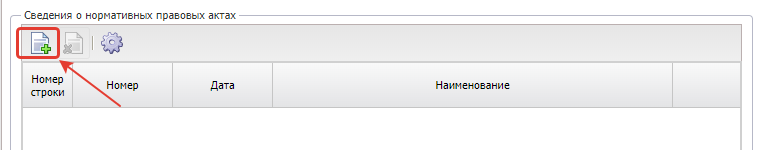 Сведения о нормативных правовых актах
Номер строки
Номер
Дата
Наименование